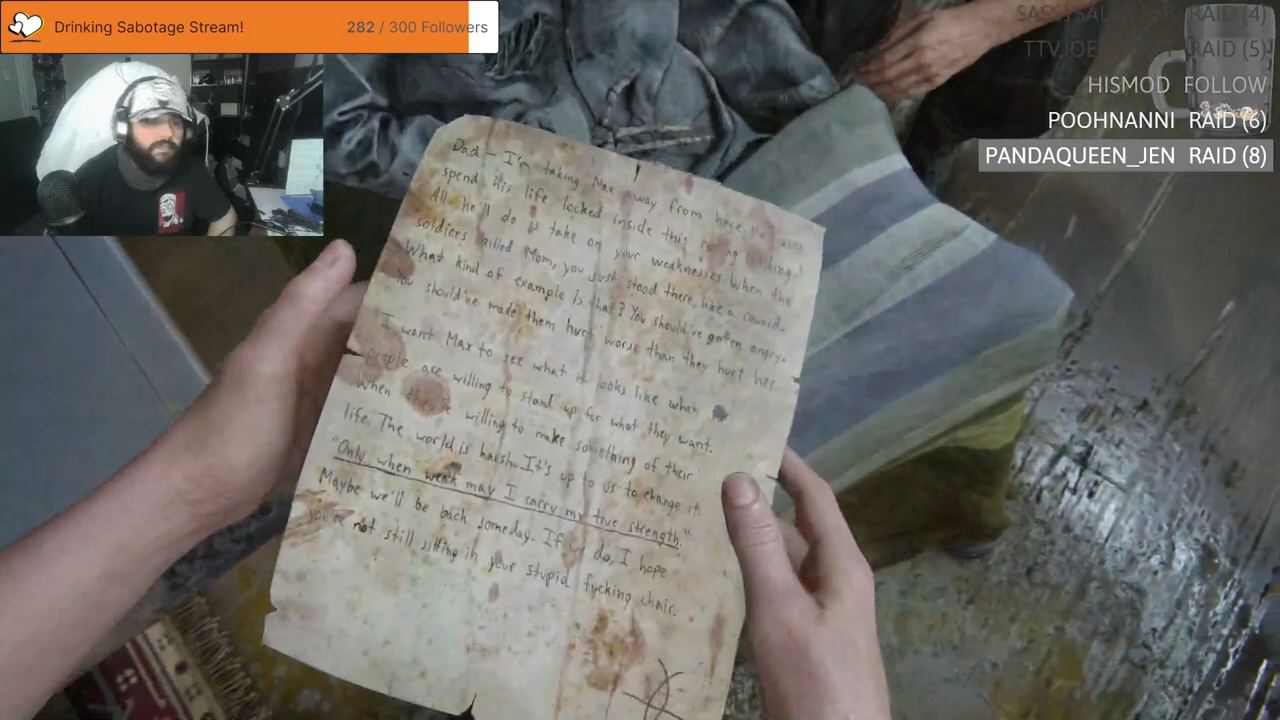 Drinking Sabotage Stream!
282 / 300 Followers
RAID (4)
RAID (5)
HISMOD FOLLOW
POOHNANNI RAID (6)
PANDAQUEEN_JEN RAID (8)
Dad - I'm taking Max away from here. He can't
spend his life locked inside this building.
All he'll do is take on your weaknesses. When the
soldiers killed Mom, you just stood there, like a coward.
What kind of example is that? You should've gotten angry.
You should've made them hurt worse than they hurt her.
I want Max to see what it looks like when
people are willing to stand up for what they want.
When willing to make something of their
life. The world is harsh. It's up to us to change it.
"Only when weak may I carry my true strength."
Maybe we'll be back someday. If we do, I hope
you're not still sitting in your stupid fucking chair.